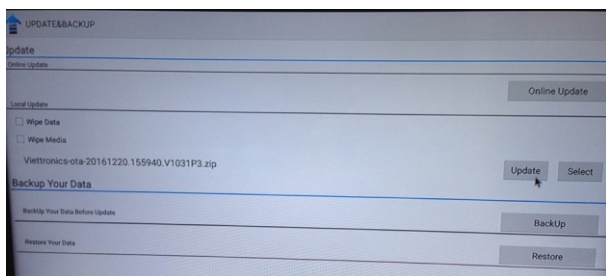 UPDATE&BACKUP
Update
Online Update
Online Update
Local Update
Wipe Data
Wipe Media
Viettronics-ota-20161220.155940.V1031P3.zip
Update Select
Backup Your Data
BackUp Your Data Before Update
BackUp
Restore Your Data
Restore